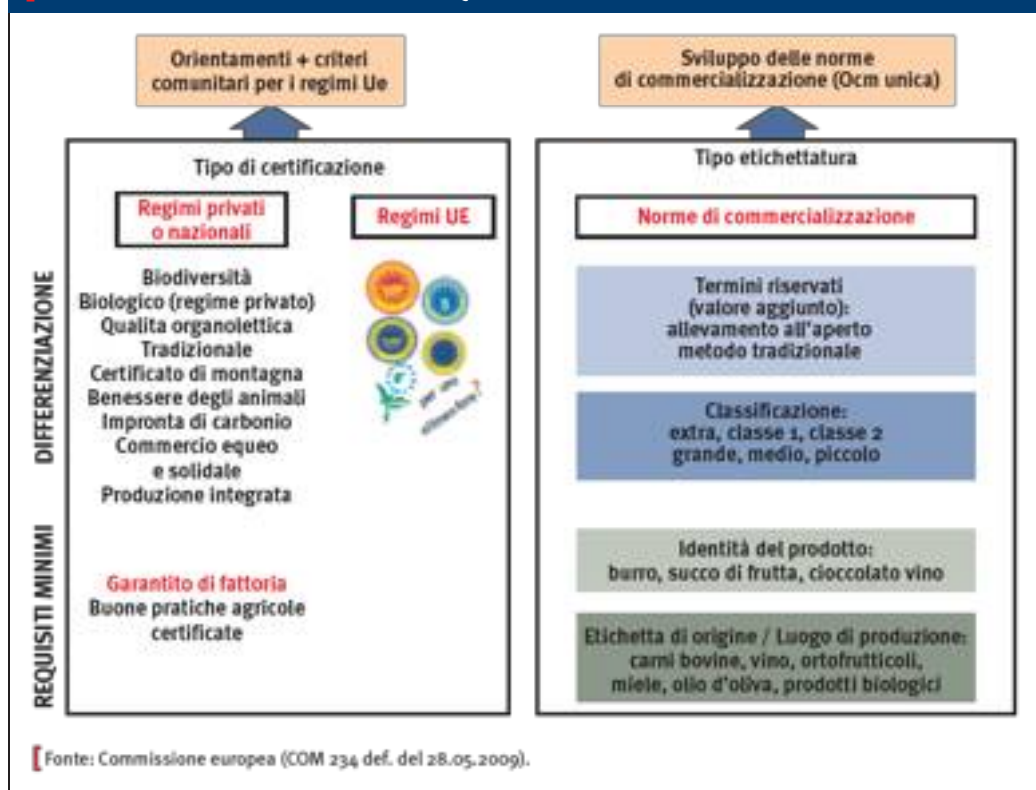 Orientamenti + criteri
comunitari per i regimi Ue
Sviluppo delle norme
di commercializzazione (Ocm unica)
Tipo di certificazione
Regimi privati
o nazionali
Regimi UE
DIFFERENZIAZIONE
Biodiversità
Biologico (regime privato)
Qualita organolettica
Tradizionale
Certificato di montagna
Benessere degli animali
Impronta di carbonio
Commercio equeo
e solidale
Produzione integrata
REQUISITI MINIMI
Garantito di fattoria
Buone pratiche agricole
certificate
Tipo etichettatura
Norme di commercializzazione
Termini riservati
(valore aggiunto):
allevamento all'aperto
metodo tradizionale
Classificazione:
extra, classe 1, classe 2
grande, medio, piccolo
Identità del prodotto:
burro, succo di frutta, cioccolato vino
Etichetta di origine / Luogo di produzione:
carni bovine, vino, ortofrutticoli,
miele, olio d'oliva, prodotti biologici
[ Fonte: Commissione europea (COM 234 def. del 28.05.2009).